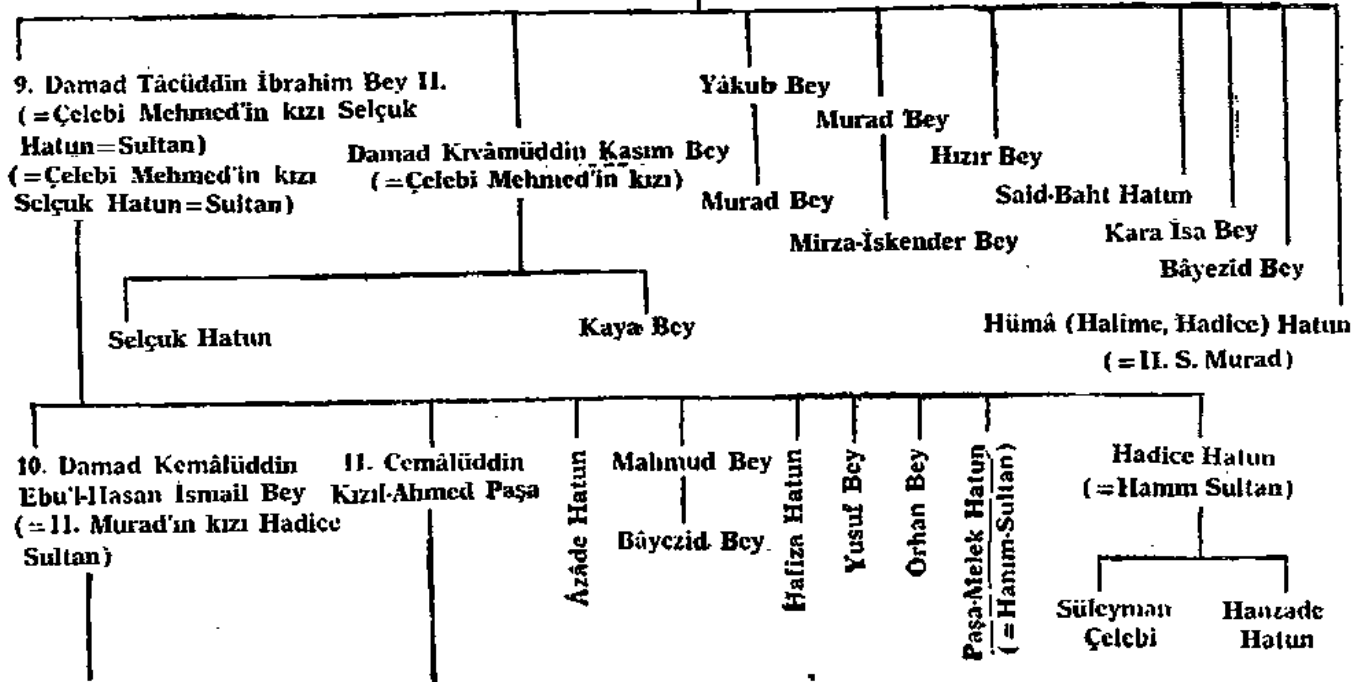 9. Damad Tâcüddin İbrahim Bey II.
(=Çelebi Mehmed'in kızı Selçuk
Hatun=Sultan)
(=Çelebi Mehmed'in kızı
Selçuk Hatun=Sultan)
Damad Kıvâmüddin Kasım Bey
(=Çelebi Mehmed'in kızı)
Yâkub Bey
Murad Bey
Murad Bey
Mirza-İskender Bey
Hızır Bey
Said-Baht Hatun
Kara İsa Bey
Bâyezid Bey
Hümâ (Halime, Hadice) Hatun
(=II. S. Murad)
Selçuk Hatun
Kaya Bey
10. Damad Kemâlüddin
Ebu'l-Hasan İsmail Bey
(=II. Murad'ın kızı Hadice
Sultan)
11. Cemâlüddin
Kızıl-Ahmed Paşa
Âzâde Hatun
Mahmud Bey
Bâyezid Bey
Hafîza Hatun
Yusuf Bey
Orhan Bey
Paşa-Melek Hatun
(=Hanım-Sultan)
Hadice Hatun
(=Hanım Sultan)
Süleyman
Çelebi
Hanzade
Hatun